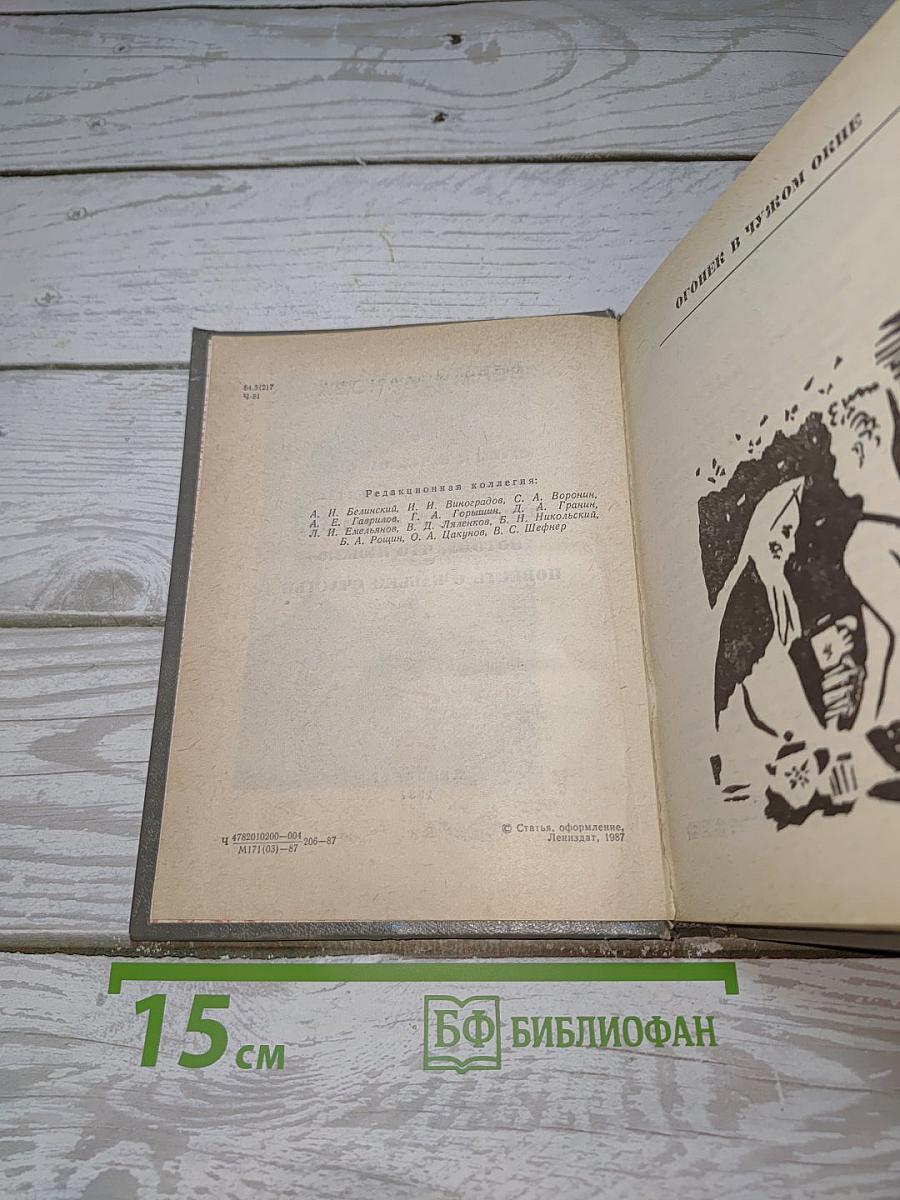 84.3(2)7
Ч-81
Редакционная коллегия:
А. И. Белинский, И. И. Виноградов, С. А. Воронин,
А. Е. Гаврилов, Г. А. Горышин, Д. А. Гранин,
Л. И. Емельянов, В. Д. Ляленков, Б. Н. Никольский,
Б. А. Рощин, О. А. Цакунов, В. С. Шефнер
Ч 4782010200—004 206—87
М171(03)—87
© Статья, оформление,
Лениздат, 1987
ОГОНЕК В ЧУЖОМ ОКНЕ
15 см
БФ БИБЛИОФАН